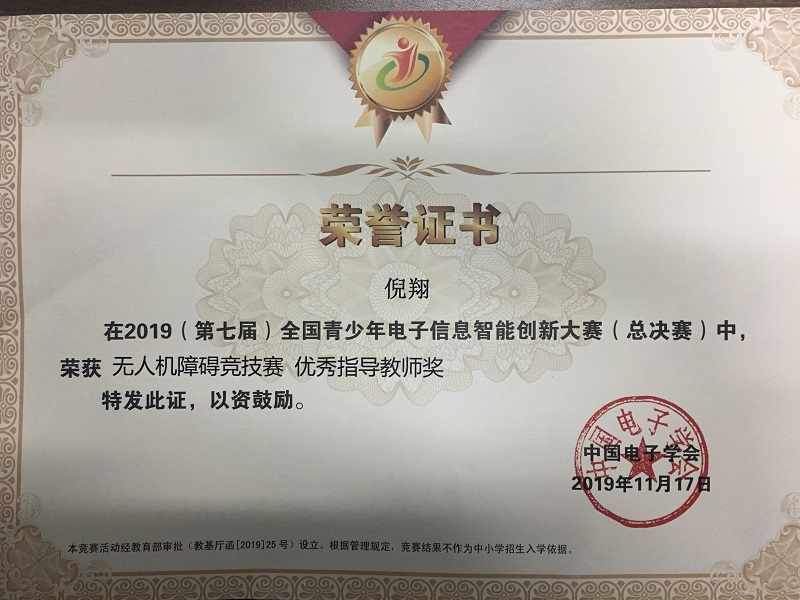 荣誉证书
倪翔
在2019（第七届）全国青少年电子信息智能创新大赛（总决赛）中，
荣获 无人机障碍竞技赛 优秀指导教师奖
特发此证，以资鼓励。
中国电子学会
中国电子学会
2019年11月17日
本竞赛活动经教育部审批（教基厅函[2019]25号）设立。根据管理规定，竞赛结果不作为中小学招生入学依据。